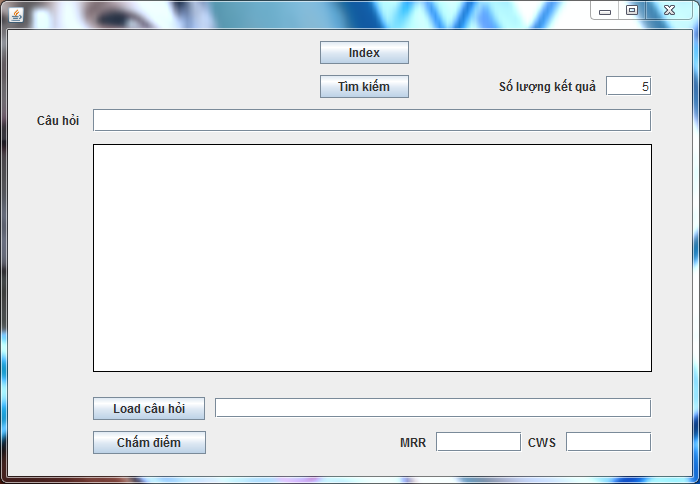 Index
Tìm kiếm Số lượng kết quả 5
Câu hỏi
Load câu hỏi
Chấm điểm MRR CWS